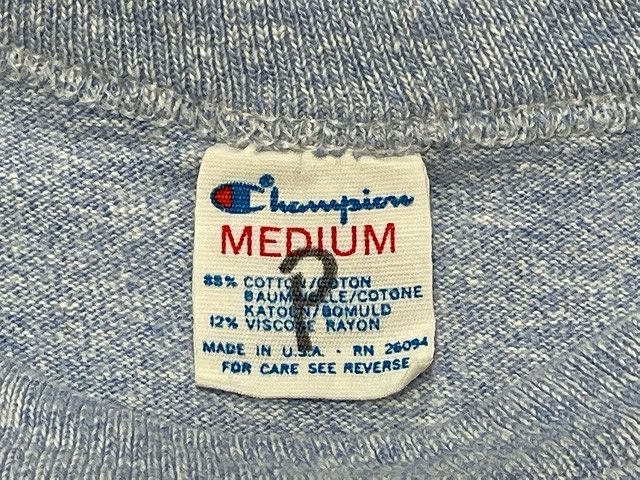 Champion
MEDIUM
88% COTTON/COTON
BAUMWOLLE/COTONE
KATOEN/BOMULD
12% VISCOSE RAYON
MADE IN U.S.A. · RN 26094
FOR CARE SEE REVERSE
P